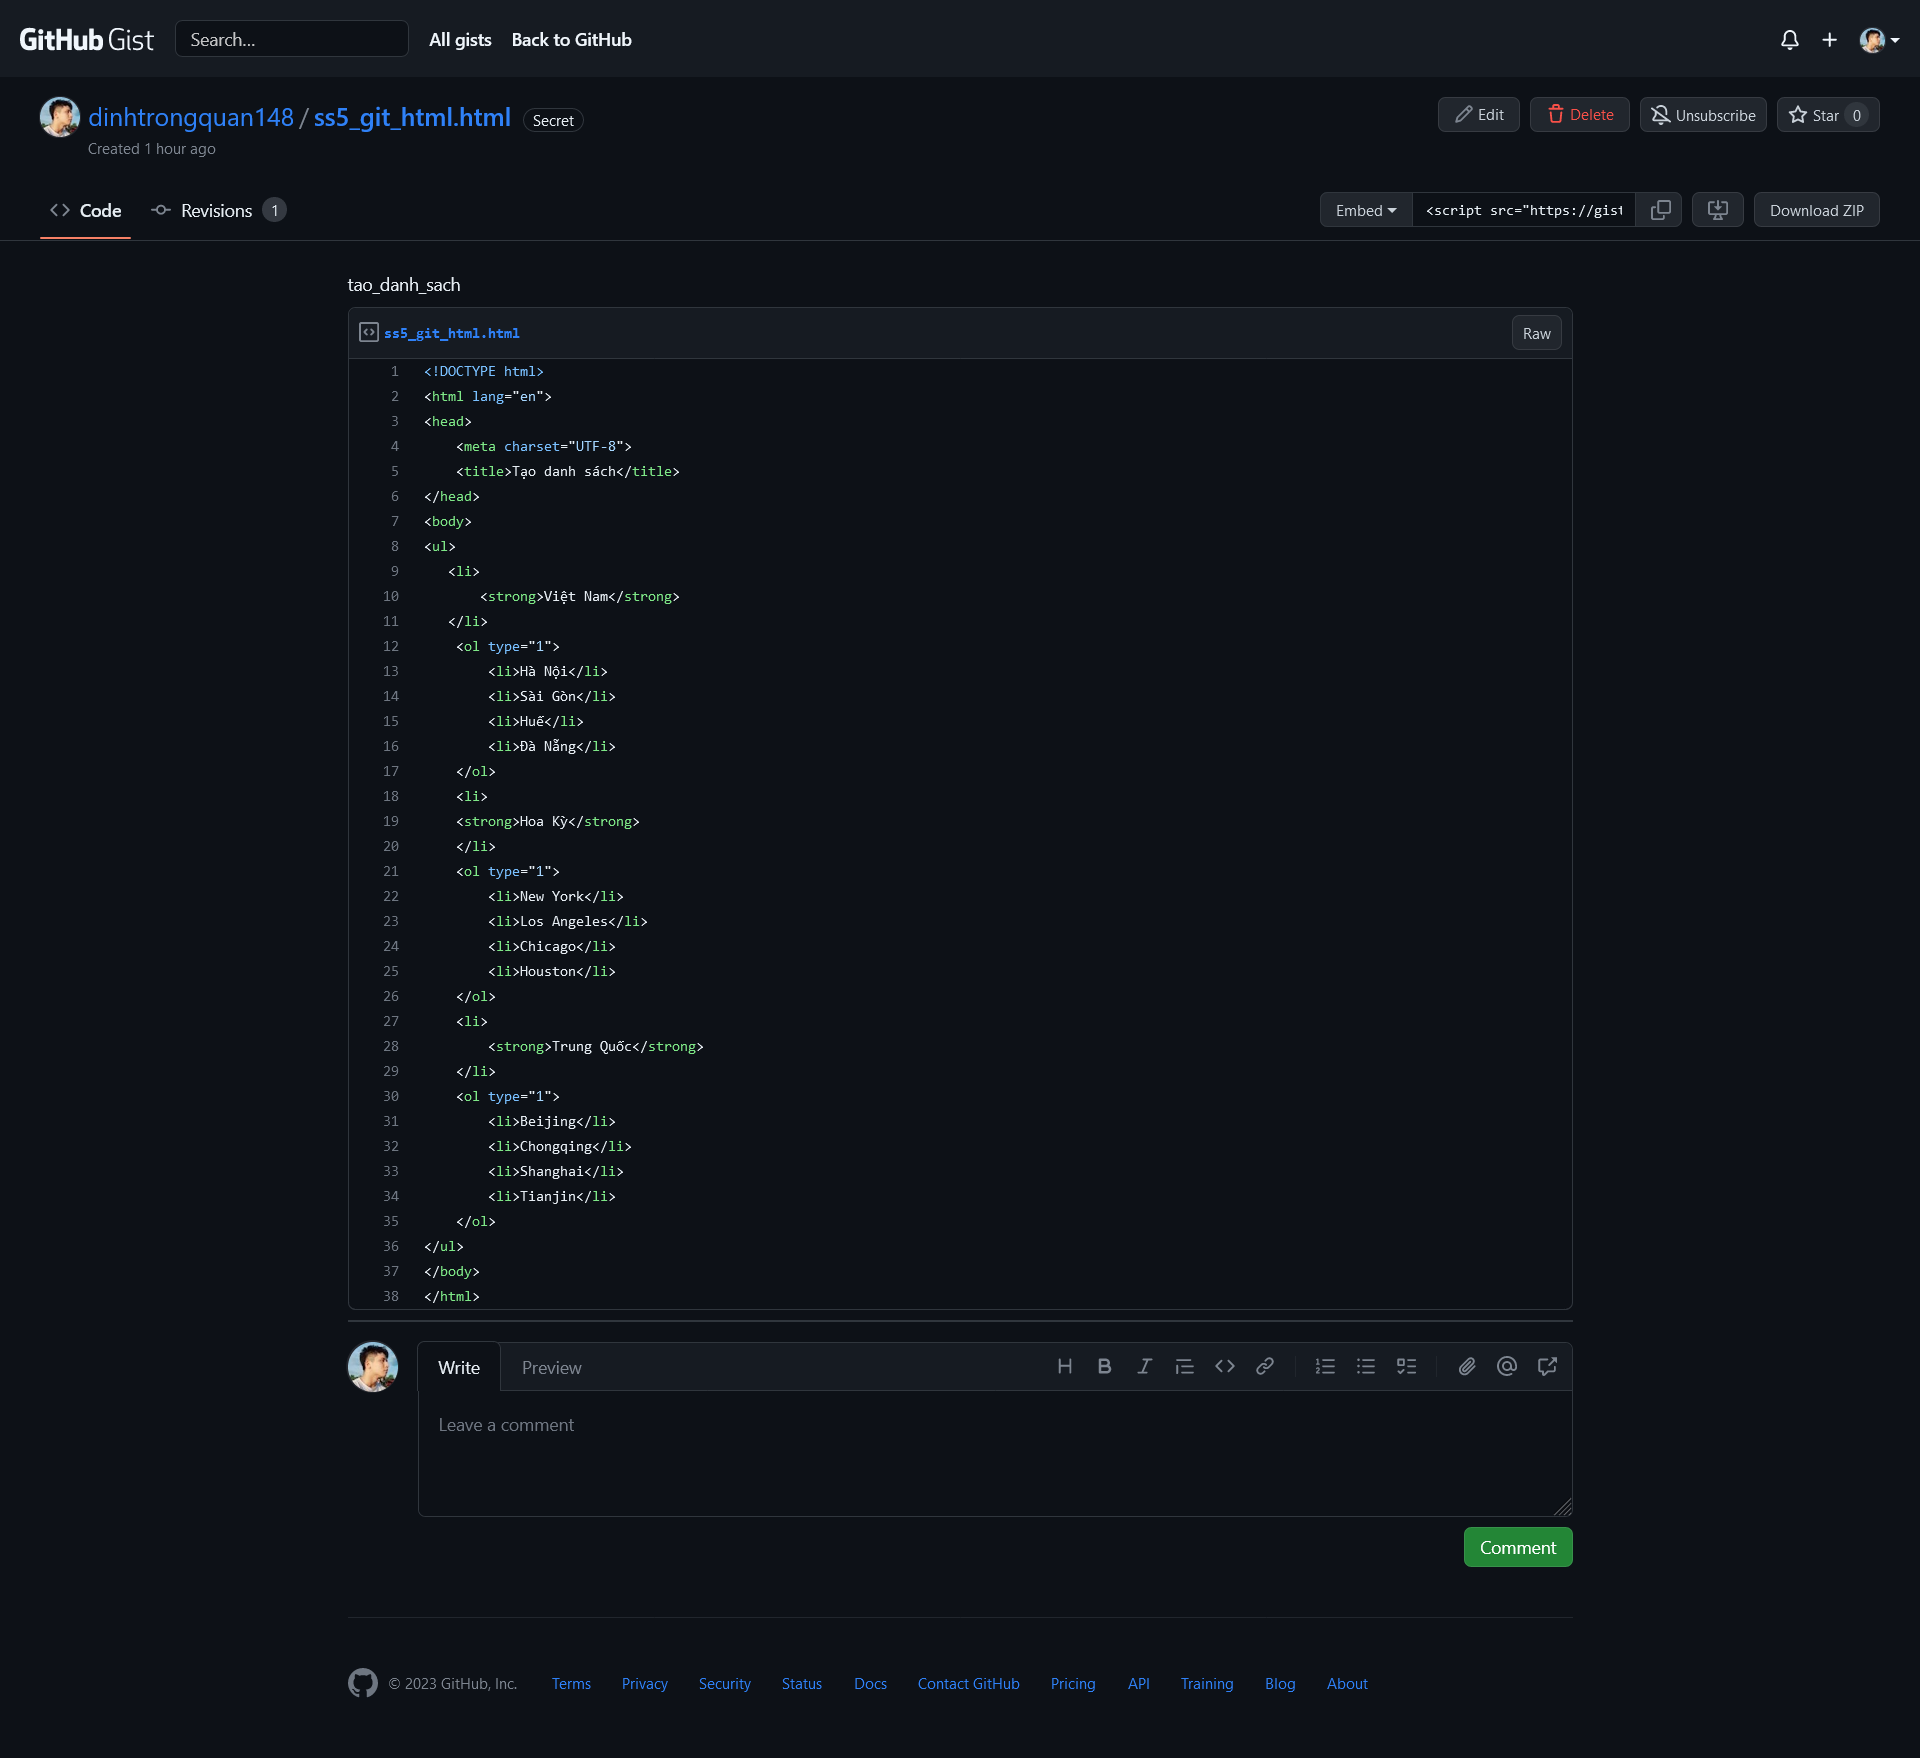 GitHub Gist Search... All gists Back to GitHub
dinhtrongquan148 / ss5_git_html.html Secret
Created 1 hour ago
Edit Delete Unsubscribe Star 0
Code Revisions 1
Embed <script src="https://gist Download ZIP
tao_danh_sach
ss5_git_html.html Raw
1 <!DOCTYPE html>
2 <html lang="en">
3 <head>
4     <meta charset="UTF-8">
5     <title>Tạo danh sách</title>
6 </head>
7 <body>
8 <ul>
9    <li>
10        <strong>Việt Nam</strong>
11    </li>
12     <ol type="1">
13         <li>Hà Nội</li>
14         <li>Sài Gòn</li>
15         <li>Huế</li>
16         <li>Đà Nẵng</li>
17     </ol>
18     <li>
19     <strong>Hoa Kỳ</strong>
20     </li>
21     <ol type="1">
22         <li>New York</li>
23         <li>Los Angeles</li>
24         <li>Chicago</li>
25         <li>Houston</li>
26     </ol>
27     <li>
28         <strong>Trung Quốc</strong>
29     </li>
30     <ol type="1">
31         <li>Beijing</li>
32         <li>Chongqing</li>
33         <li>Shanghai</li>
34         <li>Tianjin</li>
35     </ol>
36 </ul>
37 </body>
38 </html>
Write Preview
Leave a comment
Comment
© 2023 GitHub, Inc. Terms Privacy Security Status Docs Contact GitHub Pricing API Training Blog About